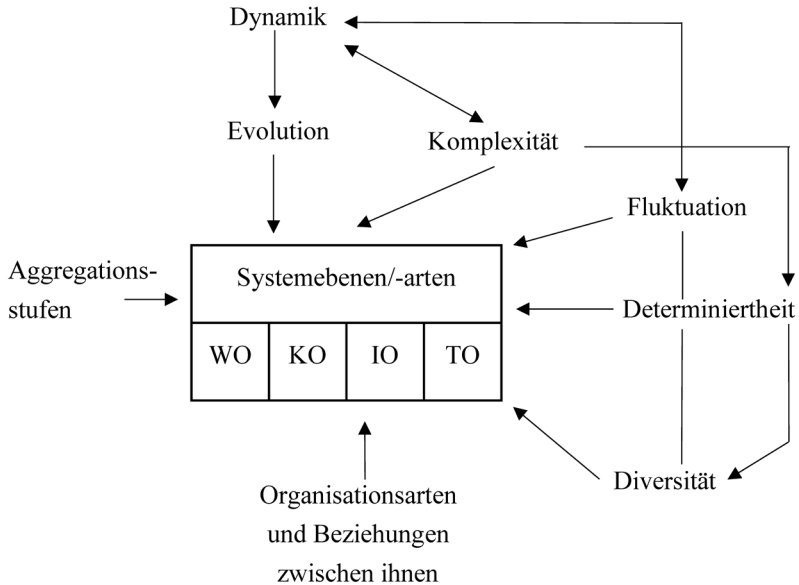 Dynamik
Evolution
Komplexität
Fluktuation
Aggregations-
stufen
Systemebenen/-arten
Determiniertheit
WO KO IO TO
Diversität
Organisationsarten
und Beziehungen
zwischen ihnen